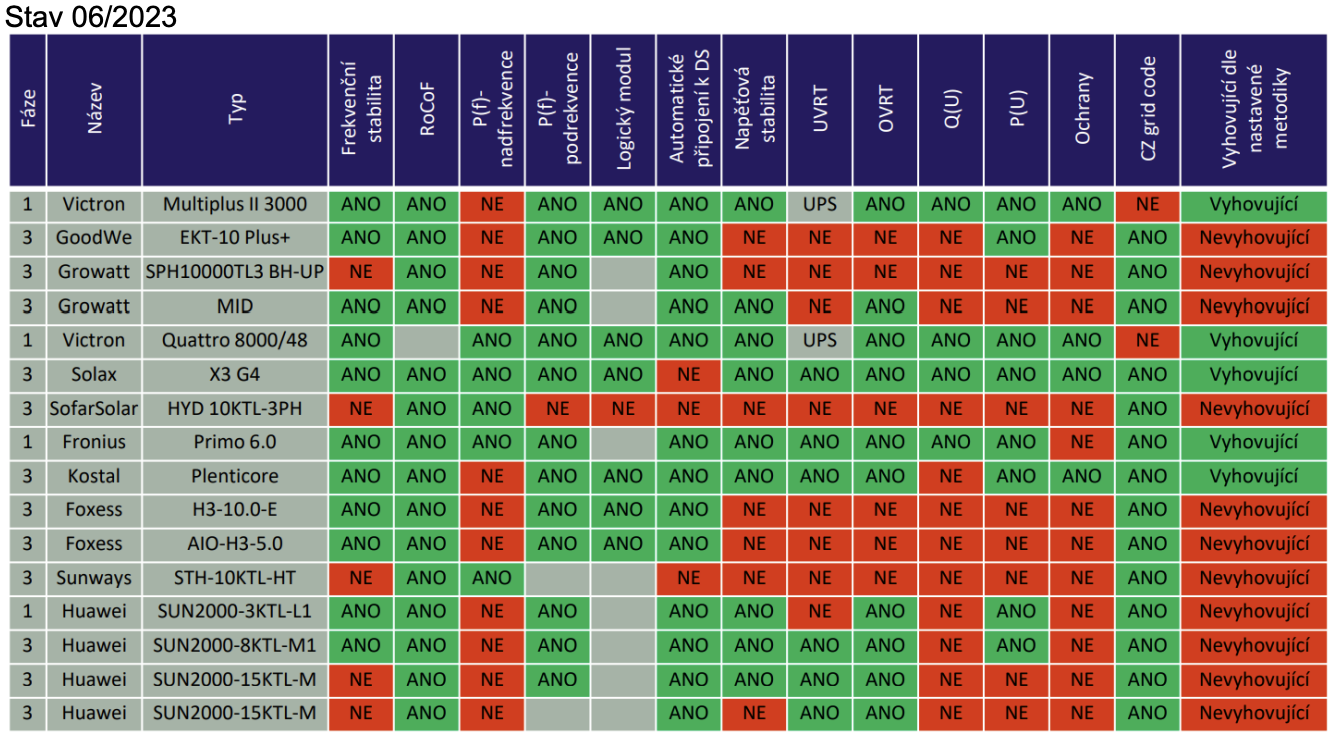 Stav 06/2023
Fáze Název Typ Frekvenční stabilita RoCoF P(f)-nadfrekvence P(f)-podrekvence Logický modul Automatické připojení k DS Napěťová stabilita UVRT OVRT Q(U) P(U) Ochrany CZ grid code Vyhovující dle nastavené metodiky
1 Victron Multiplus II 3000 ANO ANO NE ANO ANO ANO ANO UPS ANO ANO ANO ANO NE Vyhovující
3 GoodWe EKT-10 Plus+ ANO ANO NE ANO ANO ANO NE NE NE NE ANO NE ANO Nevyhovující
3 Growatt SPH10000TL3 BH-UP NE ANO NE ANO ANO NE NE NE NE NE NE ANO Nevyhovující
3 Growatt MID ANO ANO NE ANO ANO ANO NE ANO NE NE NE ANO Nevyhovující
1 Victron Quattro 8000/48 ANO ANO ANO ANO ANO ANO UPS ANO ANO ANO ANO NE Vyhovující
3 Solax X3 G4 ANO ANO ANO ANO ANO NE ANO ANO ANO ANO ANO ANO ANO Vyhovující
3 SofarSolar HYD 10KTL-3PH NE ANO ANO NE NE NE NE NE NE NE NE NE ANO Nevyhovující
1 Fronius Primo 6.0 ANO ANO ANO ANO ANO ANO ANO ANO ANO ANO NE ANO Vyhovující
3 Kostal Plenticore ANO ANO NE ANO ANO ANO ANO ANO ANO NE ANO ANO ANO Vyhovující
3 Foxess H3-10.0-E ANO ANO NE ANO ANO ANO NE NE NE NE NE NE ANO Nevyhovující
3 Foxess AIO-H3-5.0 ANO ANO NE ANO ANO ANO NE NE NE NE NE NE ANO Nevyhovující
3 Sunways STH-10KTL-HT NE ANO ANO NE NE NE NE NE NE NE ANO Nevyhovující
1 Huawei SUN2000-3KTL-L1 ANO ANO NE ANO ANO ANO NE ANO NE ANO NE ANO Nevyhovující
3 Huawei SUN2000-8KTL-M1 ANO ANO NE ANO ANO ANO ANO ANO NE ANO NE ANO Nevyhovující
3 Huawei SUN2000-15KTL-M NE ANO NE ANO ANO ANO ANO ANO NE NE NE ANO Nevyhovující
3 Huawei SUN2000-15KTL-M NE ANO NE ANO NE ANO ANO NE NE NE ANO Nevyhovující